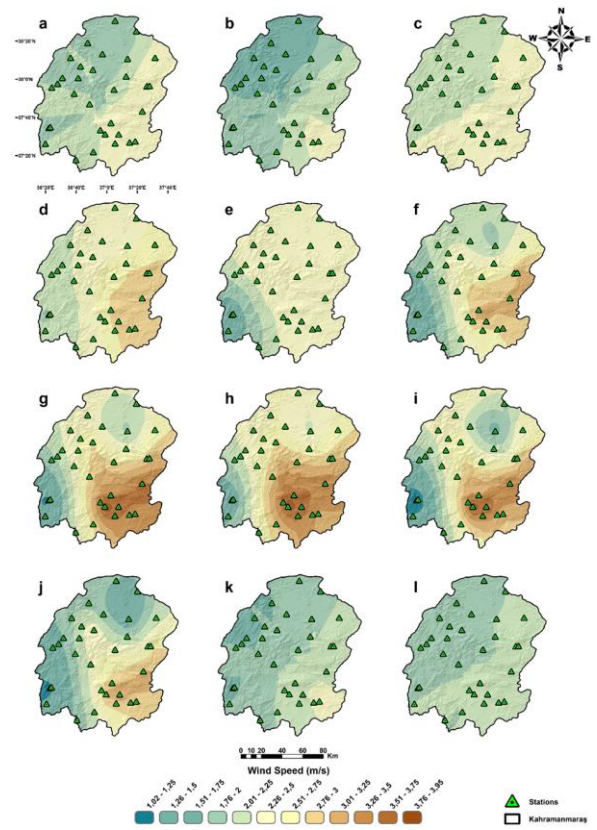 a
b
c
N
W
E
S
38°20'N
38°0'N
37°40'N
37°20'N
36°20'E
36°40'E
37°0'E
37°20'E
37°40'E
d
e
f
g
h
i
j
k
l
0 10 20 40 60 80
Km
Wind Speed (m/s)
1,02 - 1,25
1,26 - 1,5
1,51 - 1,75
1,76 - 2
2,01 - 2,25
2,26 - 2,5
2,51 - 2,75
2,76 - 3
3,01 - 3,25
3,26 - 3,5
3,51 - 3,75
3,76 - 3,95
Stations
Kahramanmaraş